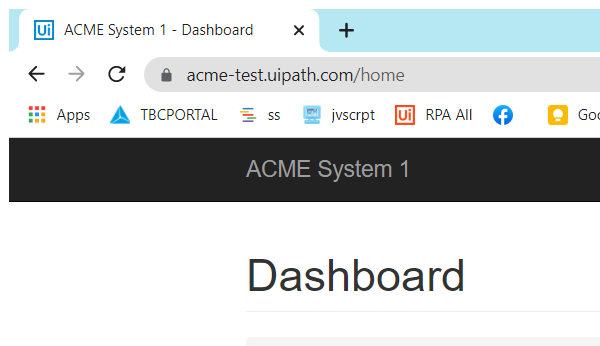 Ui ACME System 1 - Dashboard
acme-test.uipath.com/home
Apps TBCPORTAL ss jvscrpt Ui RPA All Goo
ACME System 1
Dashboard